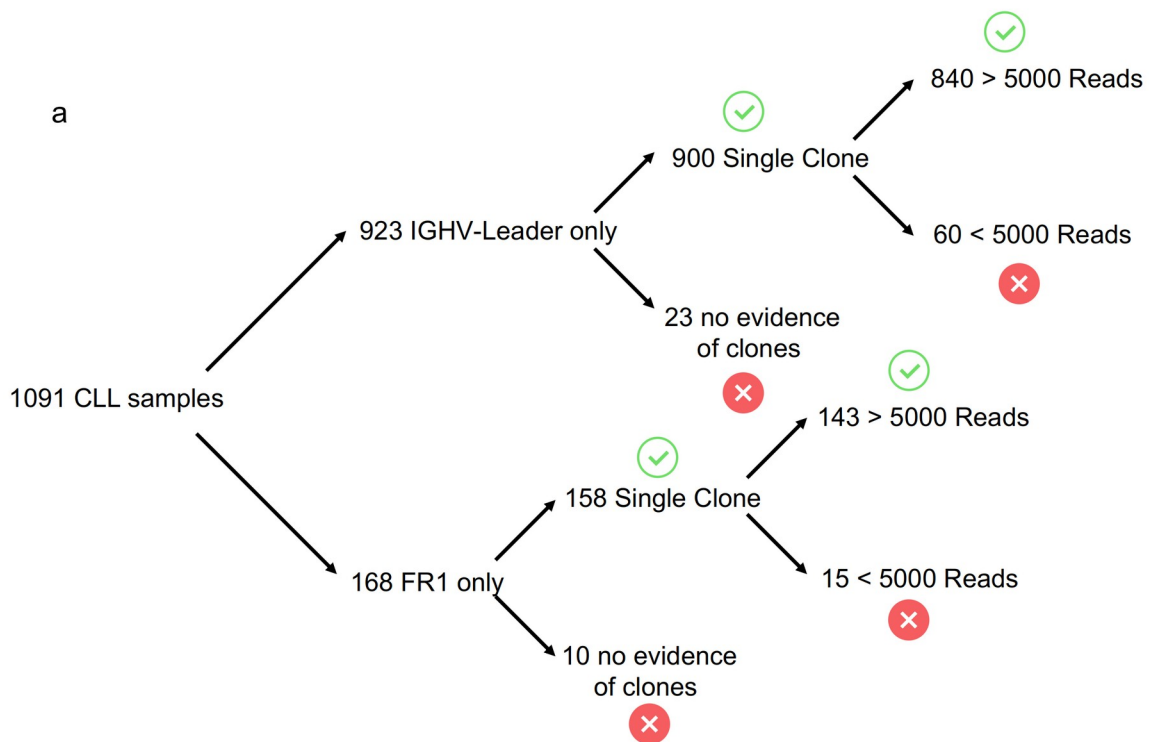 a
1091 CLL samples
923 IGHV-Leader only
900 Single Clone
840 > 5000 Reads
60 < 5000 Reads
23 no evidence
of clones
168 FR1 only
158 Single Clone
143 > 5000 Reads
15 < 5000 Reads
10 no evidence
of clones